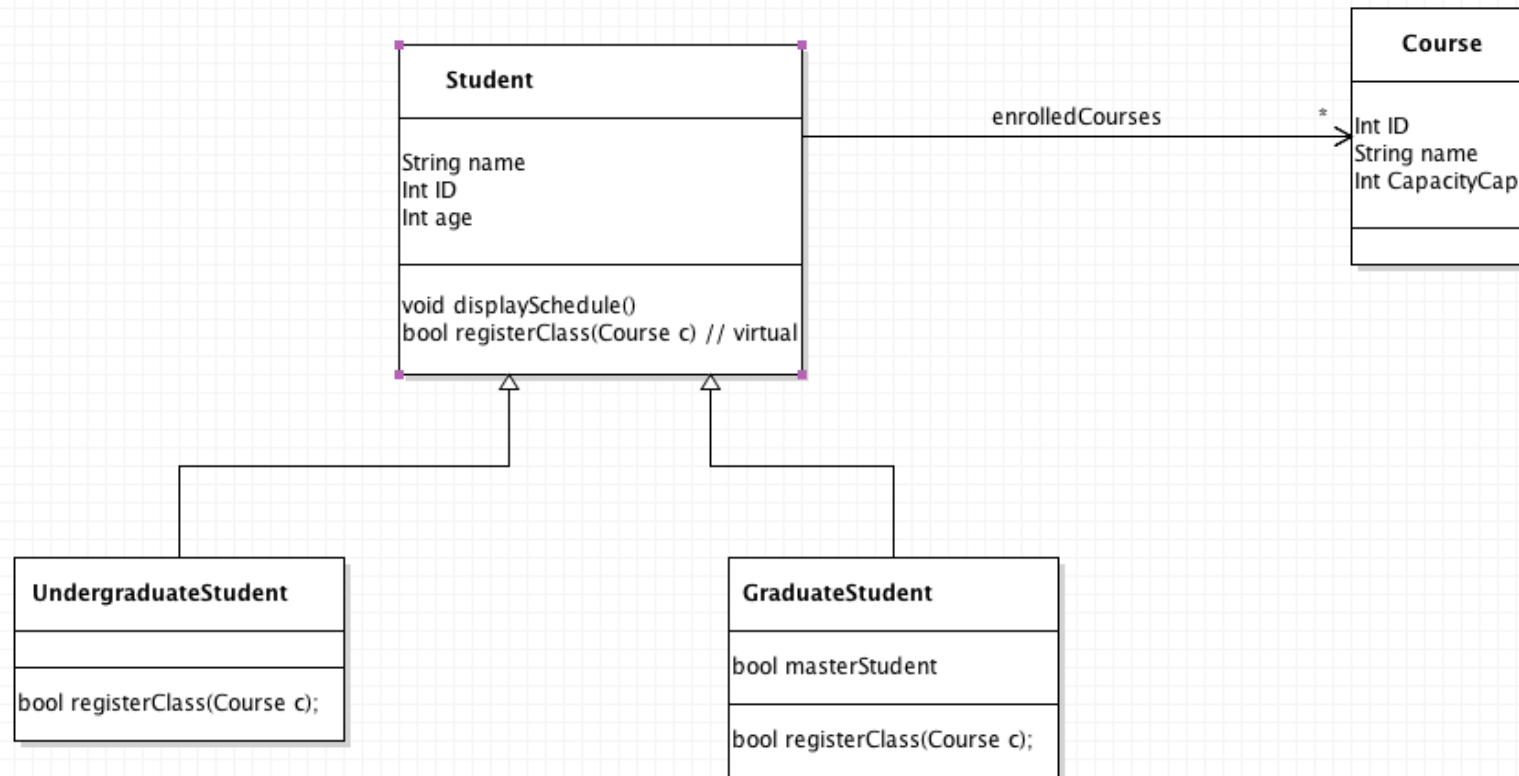 Student
String name
Int ID
Int age
void displaySchedule()
bool registerClass(Course c) // virtual
enrolledCourses
*
Course
Int ID
String name
Int CapacityCap
UndergraduateStudent
bool registerClass(Course c);
GraduateStudent
bool masterStudent
bool registerClass(Course c);